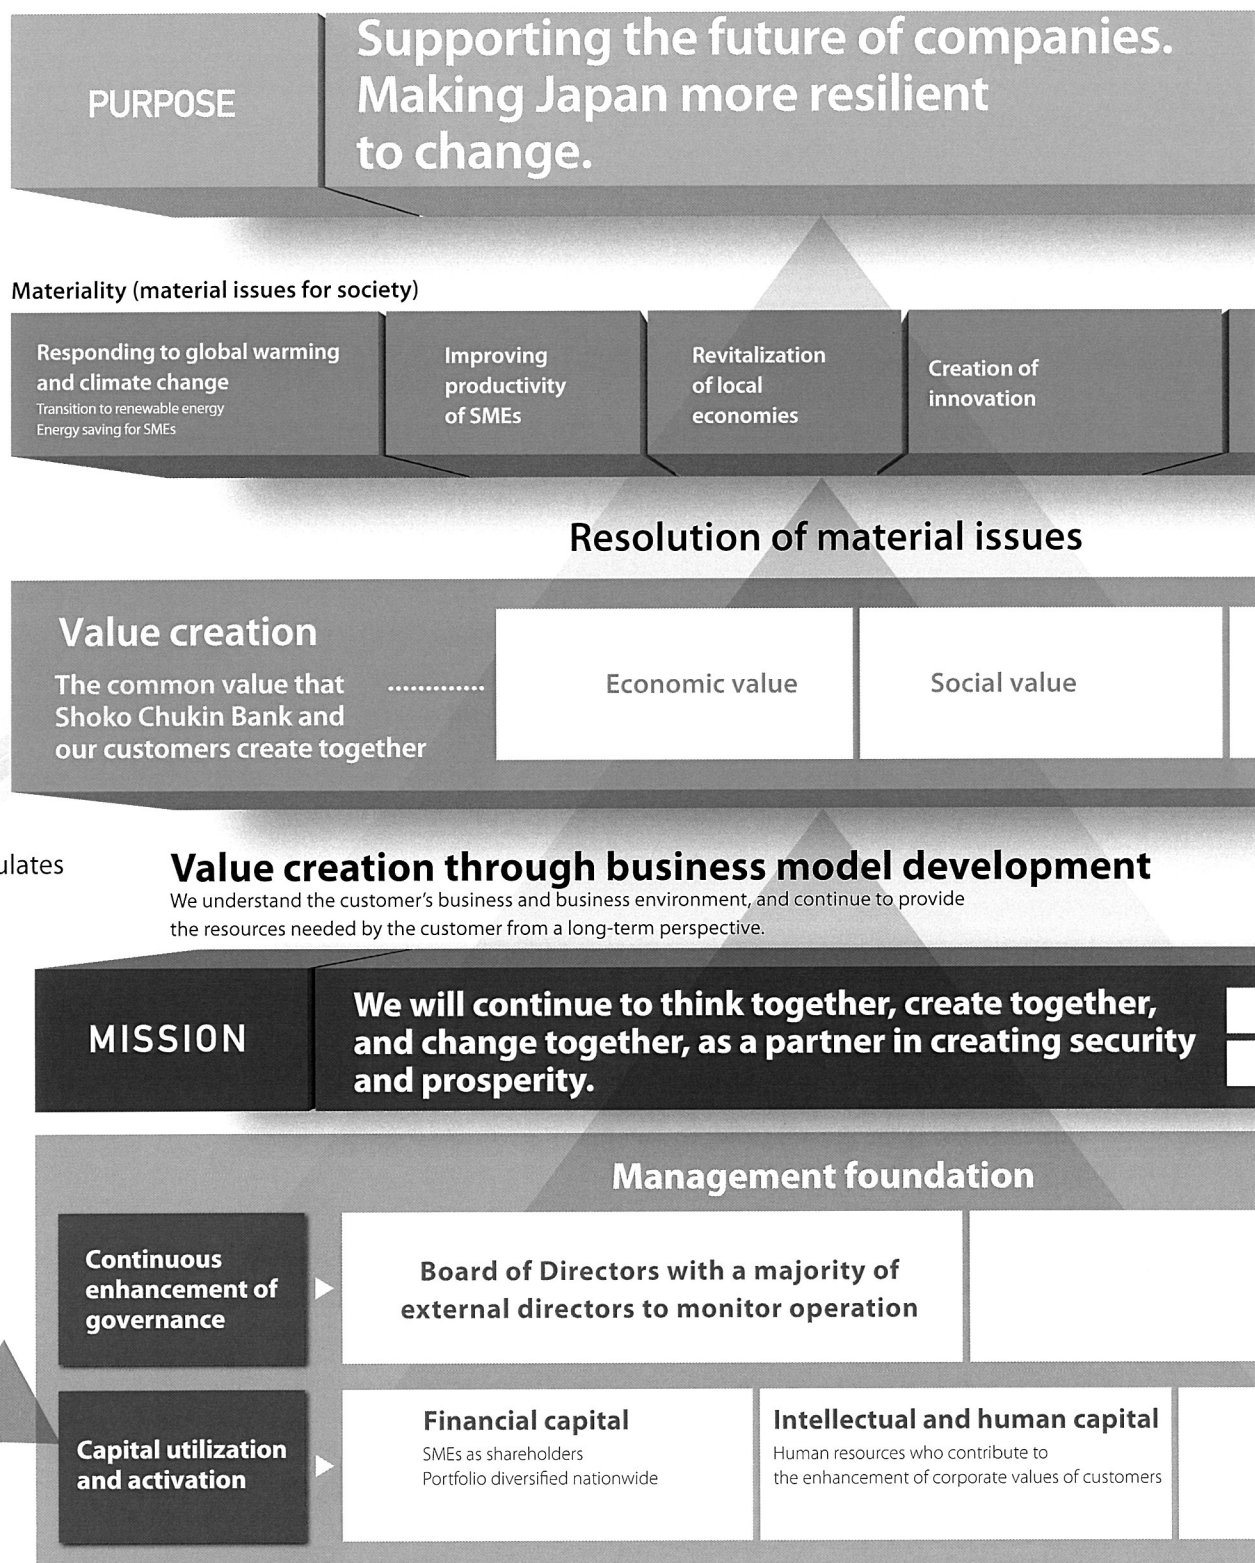 PURPOSE
Supporting the future of companies.
Making Japan more resilient
to change.
Materiality (material issues for society)
Responding to global warming
and climate change
Transition to renewable energy
Energy saving for SMEs
Improving
productivity
of SMEs
Revitalization
of local
economies
Creation of
innovation
Resolution of material issues
Value creation
The common value that
Shoko Chukin Bank and
our customers create together
.............
Economic value
Social value
ulates
Value creation through business model development
We understand the customer's business and business environment, and continue to provide
the resources needed by the customer from a long-term perspective.
MISSION
We will continue to think together, create together,
and change together, as a partner in creating security
and prosperity.
Management foundation
Continuous
enhancement of
governance
Board of Directors with a majority of
external directors to monitor operation
Capital utilization
and activation
Financial capital
SMEs as shareholders
Portfolio diversified nationwide
Intellectual and human capital
Human resources who contribute to
the enhancement of corporate values of customers